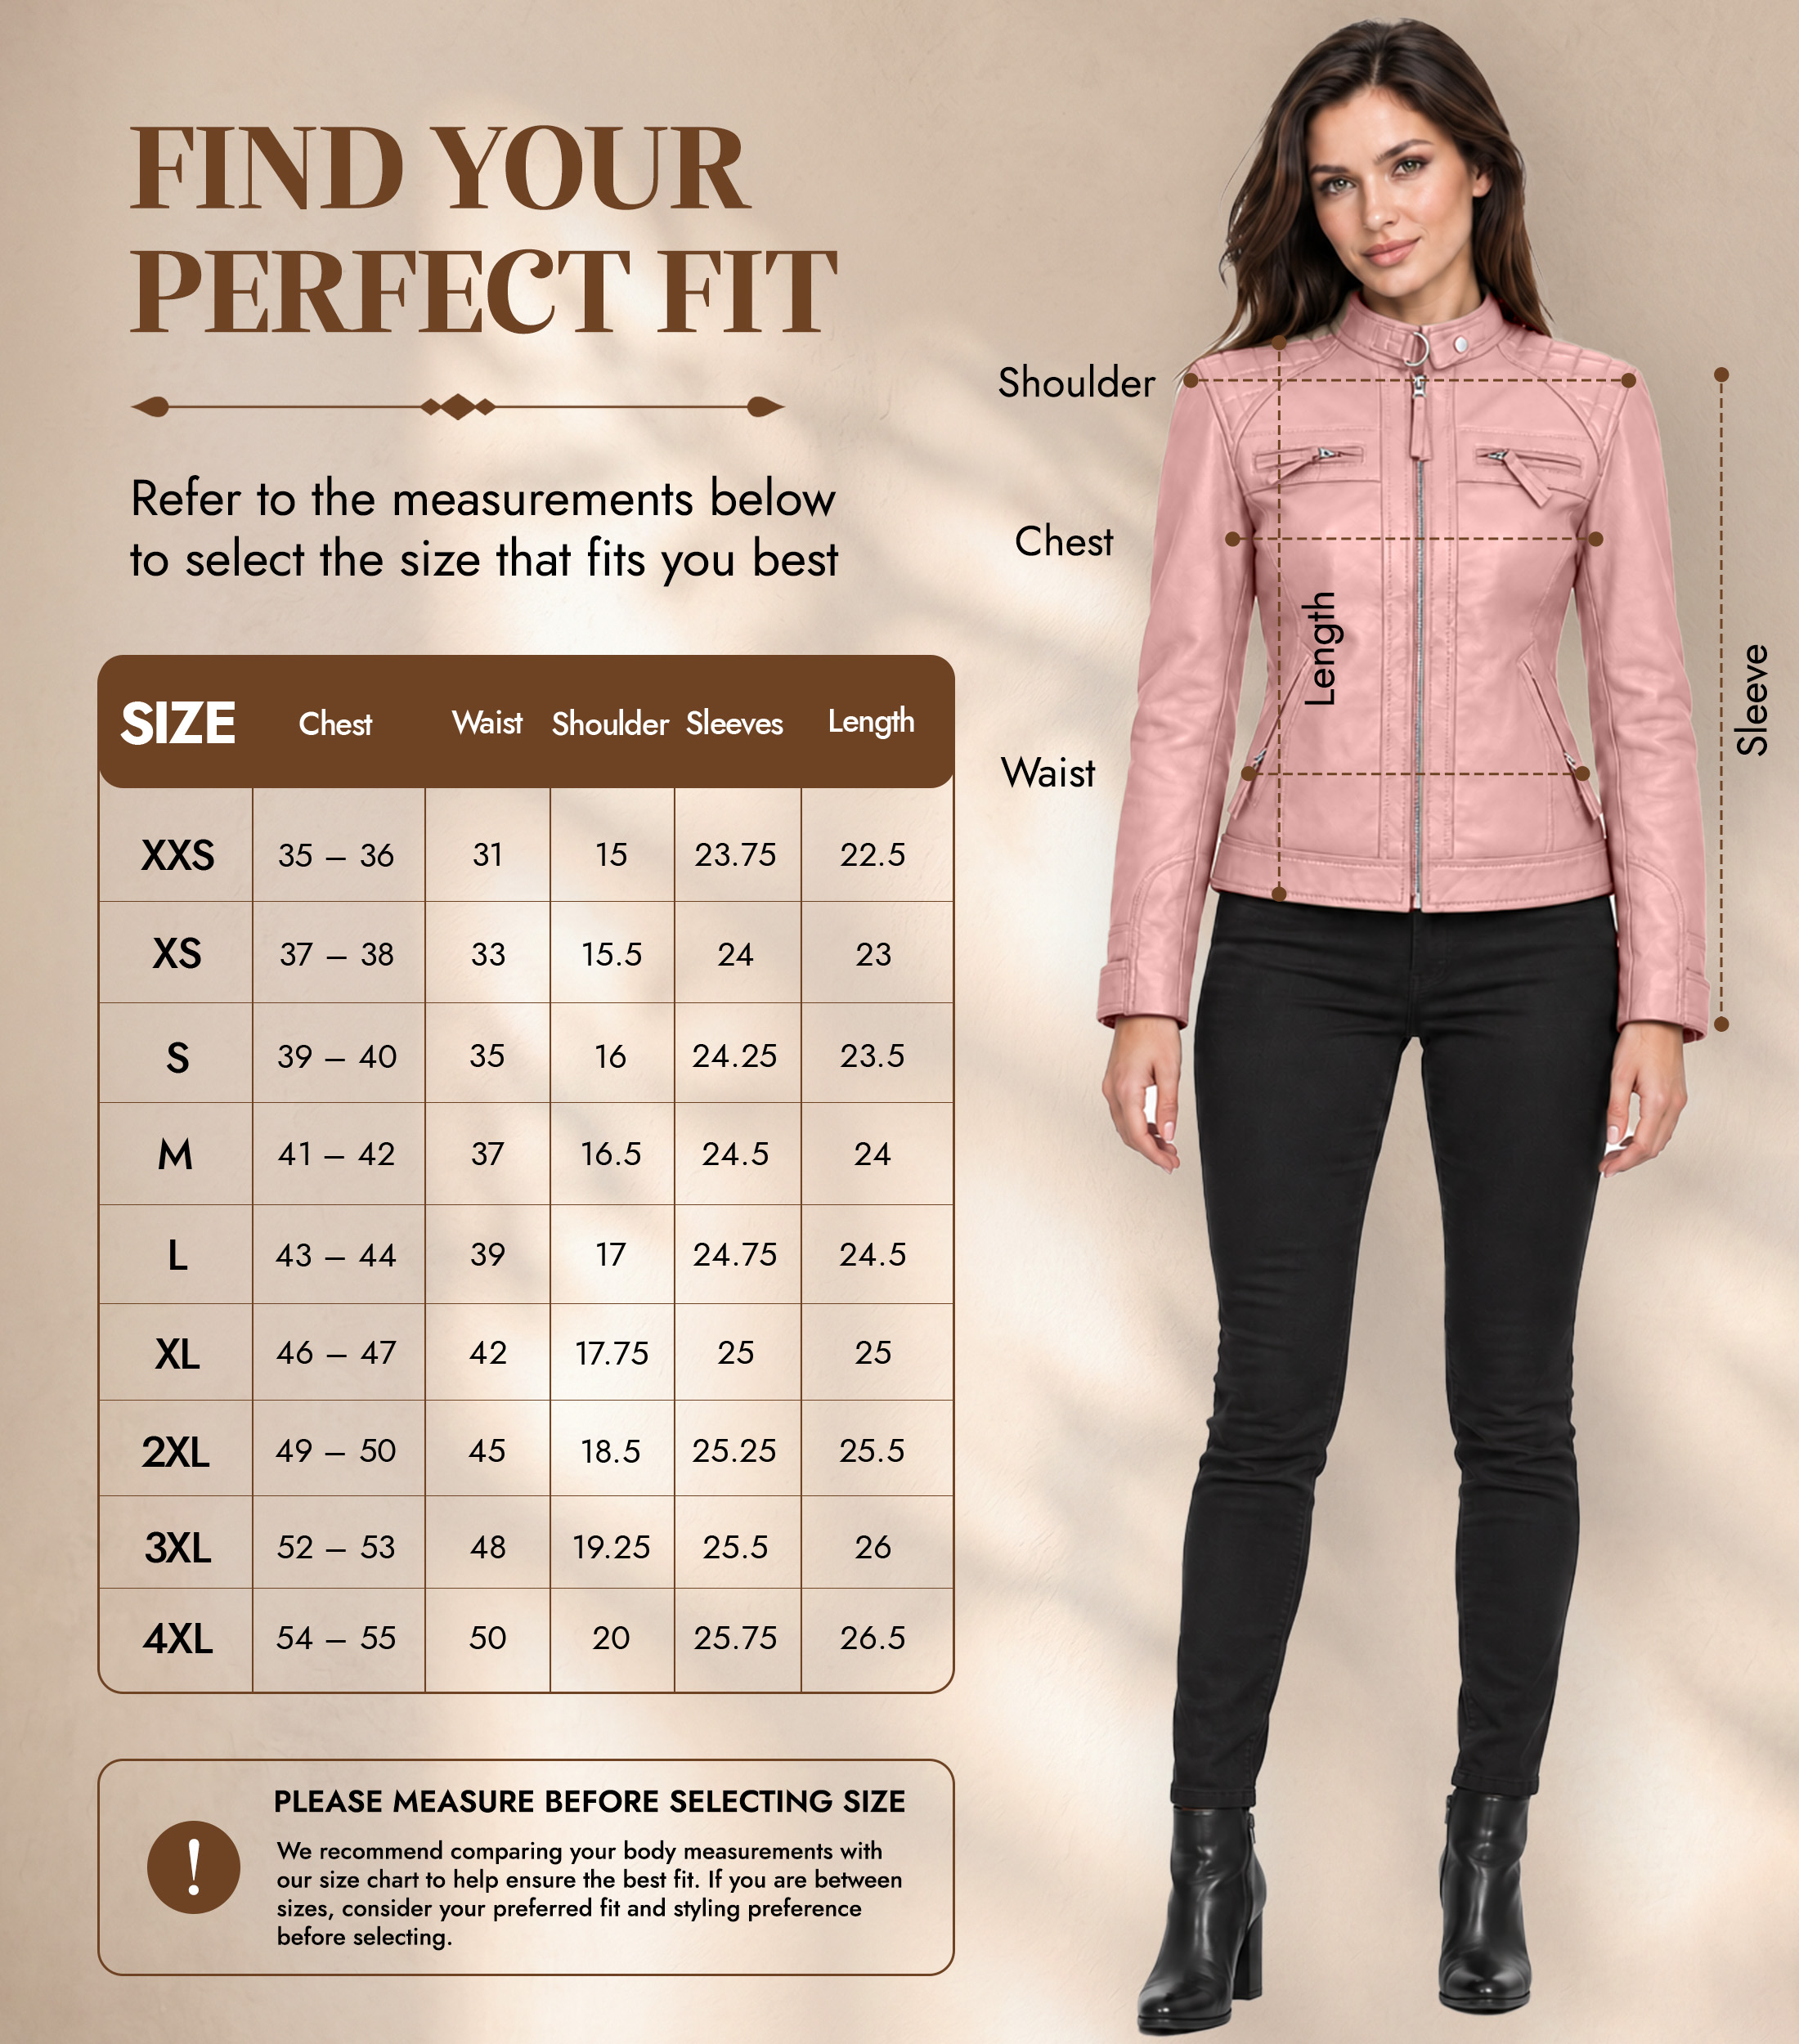 FIND YOUR
PERFECT FIT
Refer to the measurements below
to select the size that fits you best
SIZE Chest Waist Shoulder Sleeves Length
XXS 35 – 36 31 15 23.75 22.5
XS 37 – 38 33 15.5 24 23
S 39 – 40 35 16 24.25 23.5
M 41 – 42 37 16.5 24.5 24
L 43 – 44 39 17 24.75 24.5
XL 46 – 47 42 17.75 25 25
2XL 49 – 50 45 18.5 25.25 25.5
3XL 52 – 53 48 19.25 25.5 26
4XL 54 – 55 50 20 25.75 26.5
!
PLEASE MEASURE BEFORE SELECTING SIZE
We recommend comparing your body measurements with
our size chart to help ensure the best fit. If you are between
sizes, consider your preferred fit and styling preference
before selecting.
Shoulder
Chest
Length
Waist
Sleeve